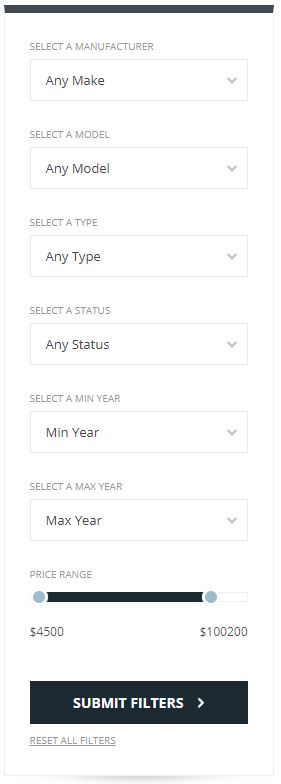 SELECT A MANUFACTURER
Any Make
SELECT A MODEL
Any Model
SELECT A TYPE
Any Type
SELECT A STATUS
Any Status
SELECT A MIN YEAR
Min Year
SELECT A MAX YEAR
Max Year
PRICE RANGE
$4500 $100200
SUBMIT FILTERS
RESET ALL FILTERS